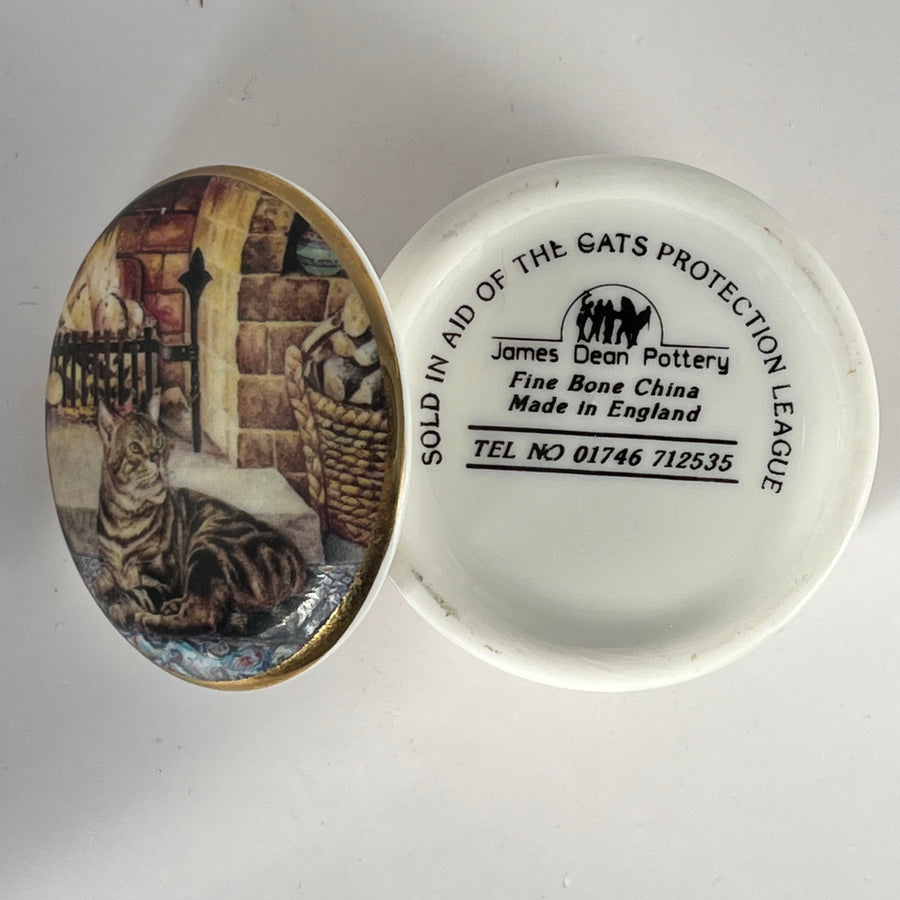 SOLD IN AID OF THE CATS PROTECTION LEAGUE
James Dean Pottery
Fine Bone China
Made in England
TEL NO 01746 712535